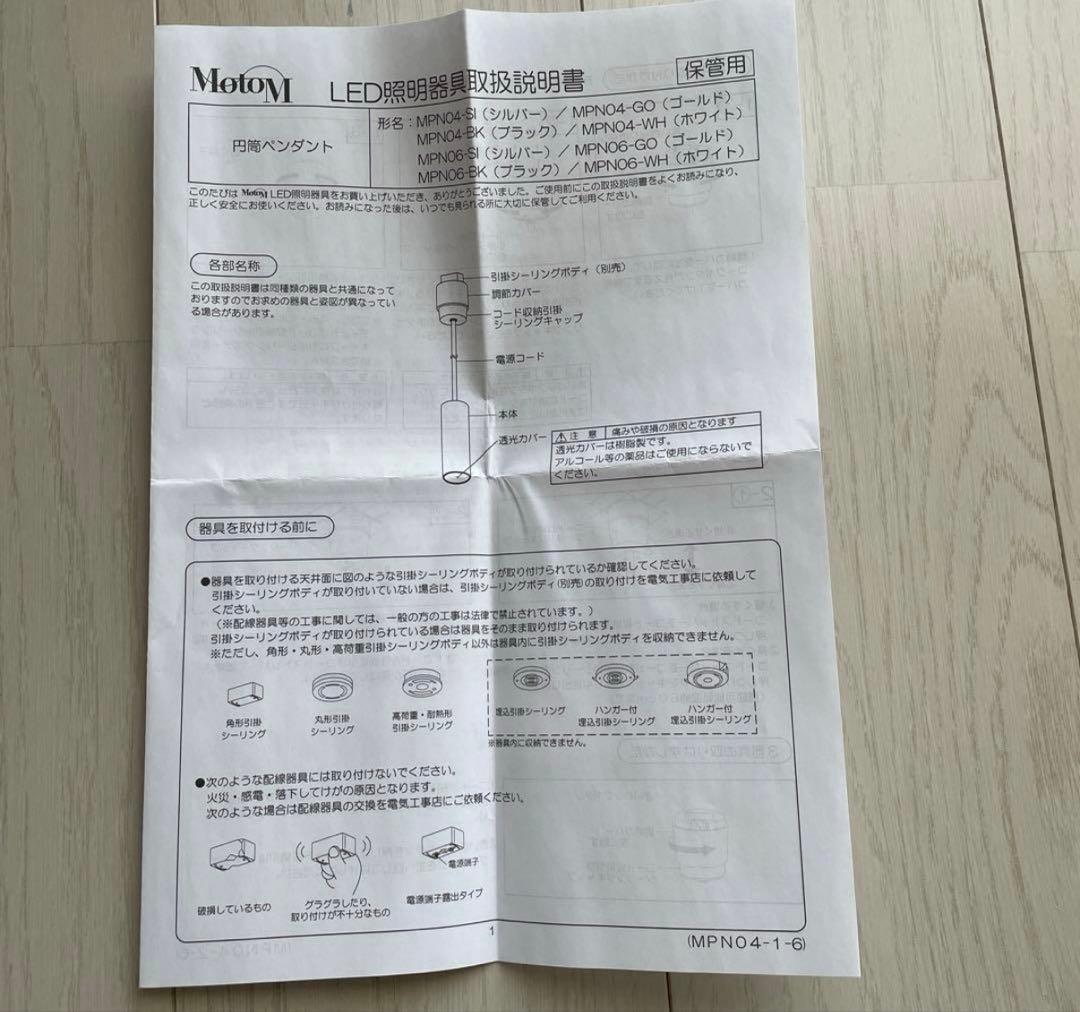 MotoM
LED照明器具取扱説明書
保管用
円筒ペンダント
形名：MPN04-SI（シルバー）／MPN04-GO（ゴールド）
MPN04-BK（ブラック）／MPN04-WH（ホワイト）
MPN06-SI（シルバー）／MPN06-GO（ゴールド）
MPN06-BK（ブラック）／MPN06-WH（ホワイト）
このたびは MotoM LED照明器具をお買い上げいただき、ありがとうございました。ご使用前にこの取扱説明書をよくお読みになり、
正しく安全にお使いください。お読みになった後は、いつでも見られる所に大切に保管してご利用ください。
各部名称
この取扱説明書は同種類の器具と共通になって
おりますのでお求めの器具と姿図が異なってい
る場合があります。
引掛シーリングボディ（別売）
調節カバー
コード収納引掛
シーリングキャップ
電源コード
本体
透光カバー
⚠注 意 痛みや破損の原因となります
透光カバーは樹脂製です。
アルコール等の薬品はご使用にならないで
ください。
器具を取付ける前に
●器具を取り付ける天井面に図のような引掛シーリングボディが取り付けられているか確認してください。
引掛シーリングボディが取り付いていない場合は、引掛シーリングボディ(別売)の取り付けを電気工事店に依頼して
ください。
（※配線器具等の工事に関しては、一般の方の工事は法律で禁止されています。）
引掛シーリングボディが取り付けられている場合は器具をそのまま取り付けられます。
※ただし、角形・丸形・高荷重引掛シーリングボディ以外は器具内に引掛シーリングボディを収納できません。
角形引掛
シーリング
丸形引掛
シーリング
高荷重・耐熱形
引掛シーリング
埋込引掛シーリング
ハンガー付
埋込引掛シーリング
ハンガー付
埋込引掛シーリング
※器具内に収納できません。
●次のような配線器具には取り付けないでください。
火災・感電・落下してけがの原因となります。
次のような場合は配線器具の交換を電気工事店にご依頼ください。
電源端子
破損しているもの
グラグラしたり、
取り付けが不十分なもの
電源端子露出タイプ
1
(MPN04-1-6)